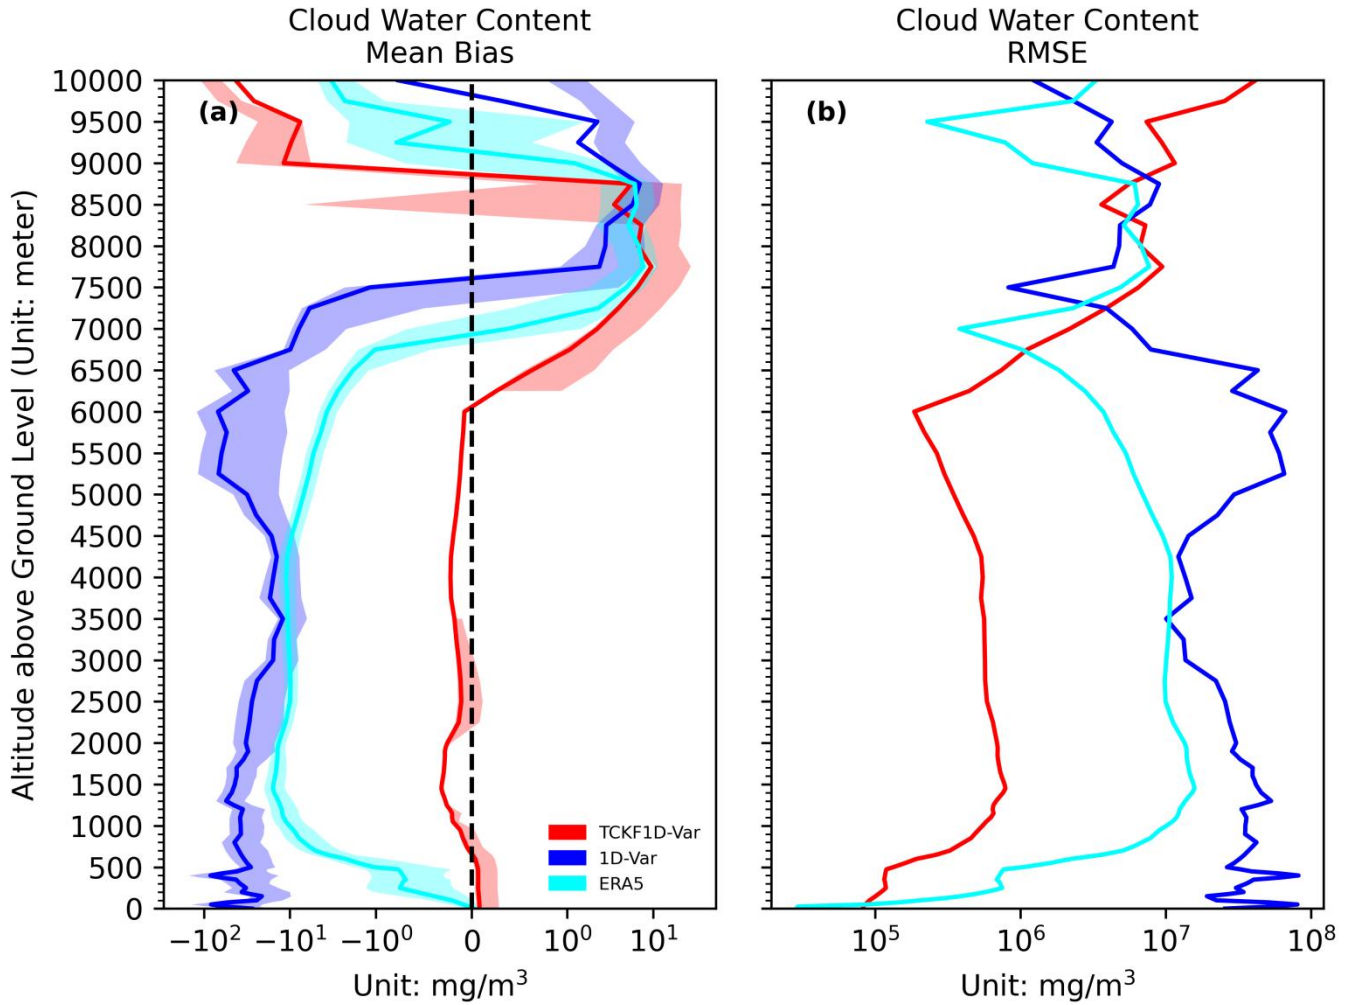 Cloud Water Content
Mean Bias
Cloud Water Content
RMSE
(a)
(b)
Altitude above Ground Level (Unit: meter)
10000
9500
9000
8500
8000
7500
7000
6500
6000
5500
5000
4500
4000
3500
3000
2500
2000
1500
1000
500
0
TCKF1D-Var
1D-Var
ERA5
−10² −10¹ −10⁰ 0 10⁰ 10¹
10⁵ 10⁶ 10⁷ 10⁸
Unit: mg/m³
Unit: mg/m³